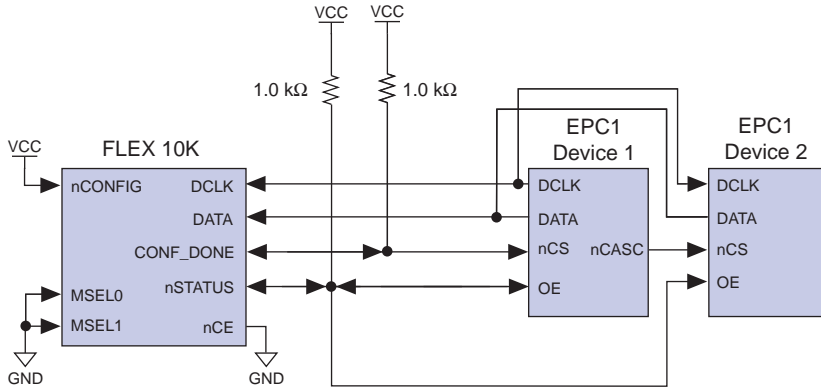 VCC
VCC
1.0 kΩ
1.0 kΩ
EPC1
Device 1
EPC1
Device 2
VCC
FLEX 10K
nCONFIG
DCLK
DATA
CONF_DONE
nSTATUS
MSEL0
MSEL1
nCE
GND
GND
DCLK
DATA
nCS
nCASC
OE
DCLK
DATA
nCS
OE